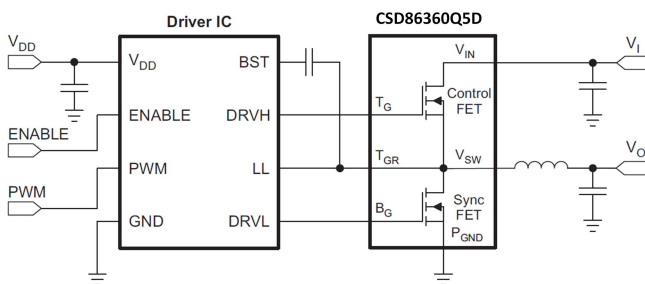 Driver IC
CSD86360Q5D
VDD
VDD
BST
ENABLE
ENABLE
DRVH
PWM
PWM
LL
GND
DRVL
TG
TGR
BG
VIN
Control
FET
VSW
Sync
FET
PGND
VI
VO